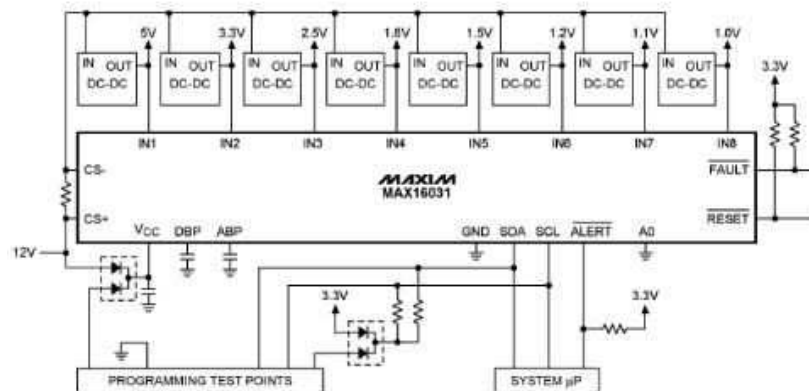 5V 3.3V 2.5V 1.8V 1.5V 1.2V 1.1V 1.0V
IN OUT IN OUT IN OUT IN OUT IN OUT IN OUT IN OUT IN OUT
DC-DC DC-DC DC-DC DC-DC DC-DC DC-DC DC-DC DC-DC
3.3V
IN1 IN2 IN3 IN4 IN5 IN6 IN7 IN8
CS-
MAXIM
MAX16031
FAULT
CS+
RESET
VCC DBP ABP GND SDA SCL ALERT A0
12V
3.3V
3.3V
PROGRAMMING TEST POINTS
SYSTEM µP